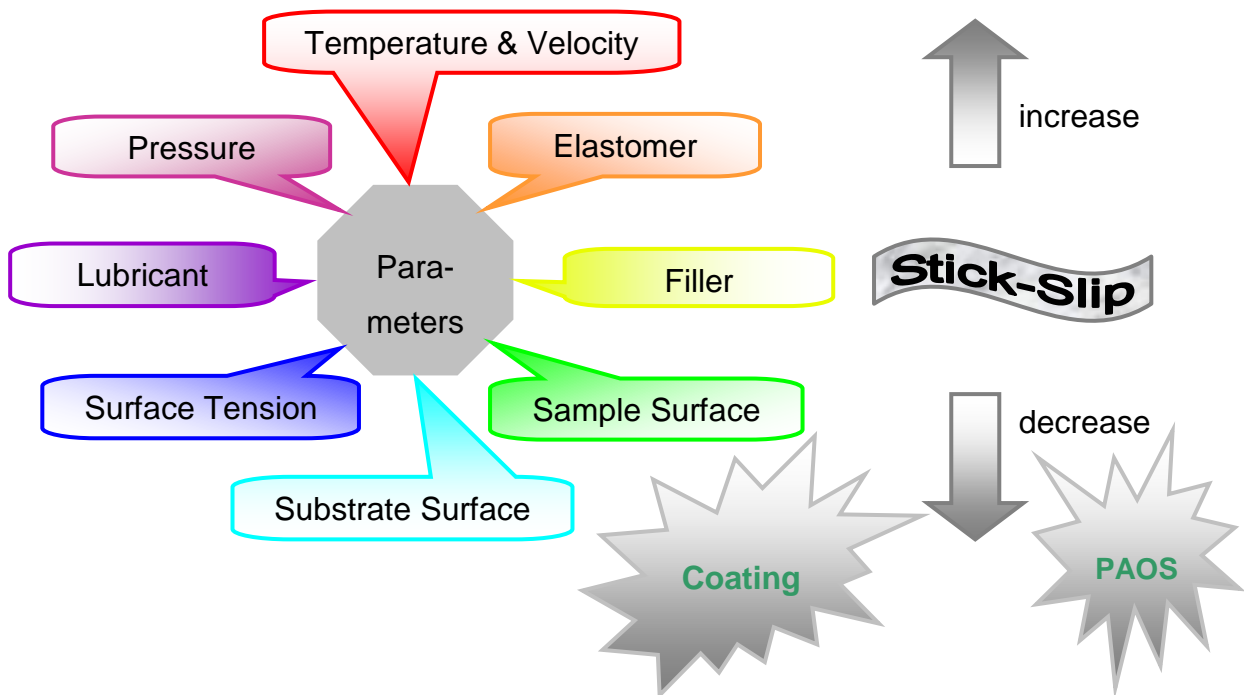 Temperature & Velocity
increase
Pressure
Elastomer
Para-
meters
Lubricant
Filler
Stick-Slip
Surface Tension
Sample Surface
decrease
Substrate Surface
Coating
PAOS